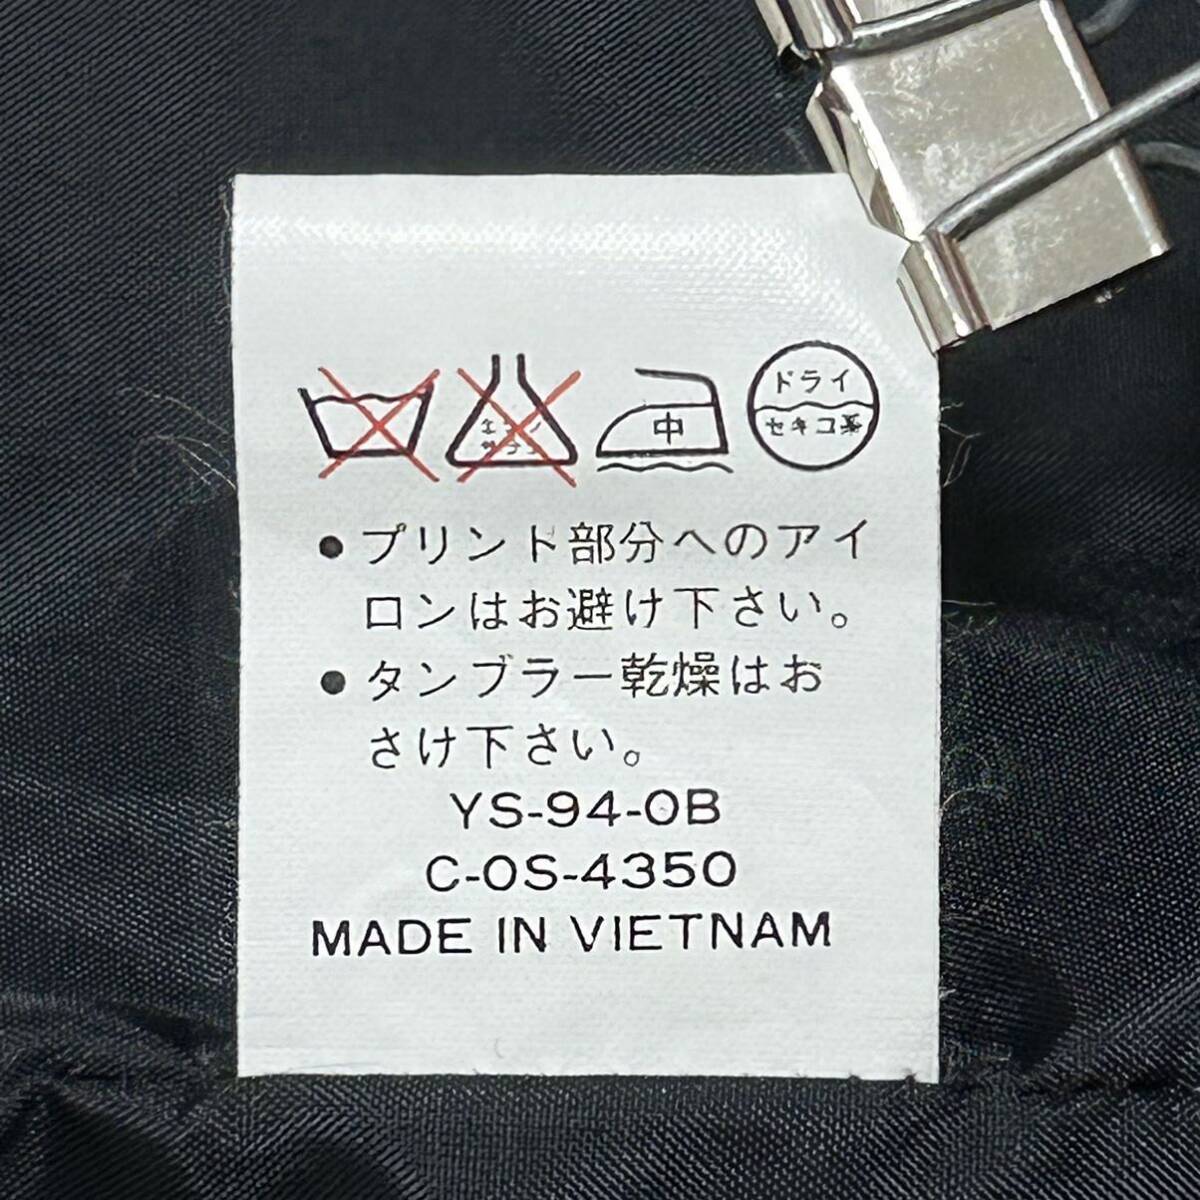 中
ドライ
セキユ系
● プリント部分へのアイ
ロンはお避け下さい。
● タンブラー乾燥はお
さけ下さい。
YS-94-OB
C-OS-4350
MADE IN VIETNAM